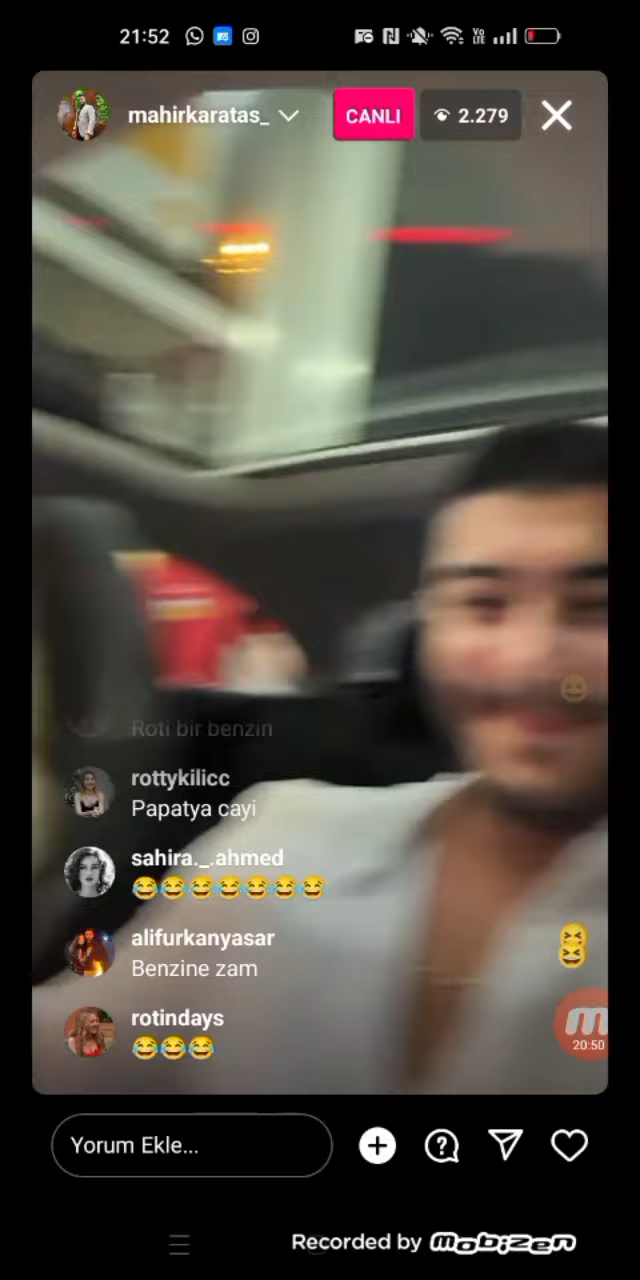 21:52
mahirkaratas_
CANLI
2.279
Roti bir benzin
rottykilicc
Papatya cayi
sahira._.ahmed
😂😂😂😂😂😂😂
alifurkanyasar
Benzine zam
rotindays
😂😂😂
20:50
Yorum Ekle...
Recorded by mobizen